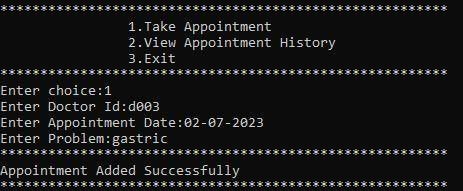 ********************************************************
1.Take Appointment
2.View Appointment History
3.Exit
********************************************************
Enter choice:1
Enter Doctor Id:d003
Enter Appointment Date:02-07-2023
Enter Problem:gastric
********************************************************
Appointment Added Successfully
********************************************************